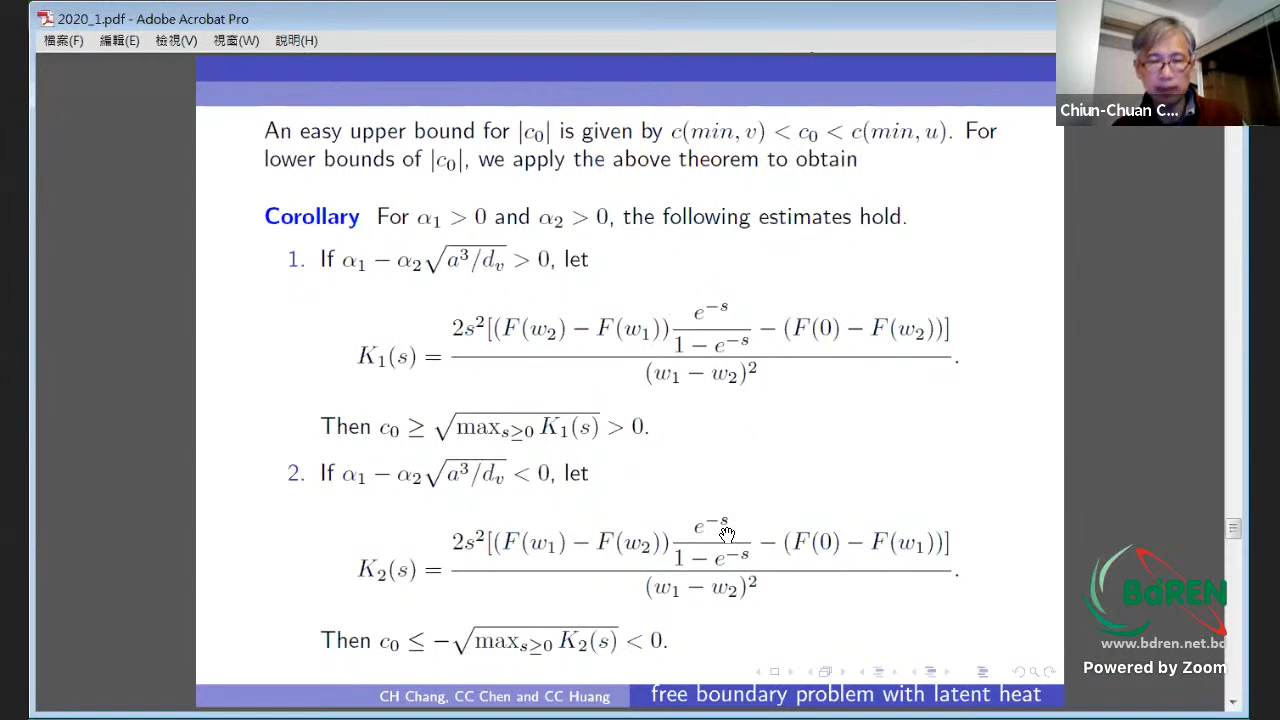 2020_1.pdf - Adobe Acrobat Pro
檔案(F) 編輯(E) 檢視(V) 視窗(W) 說明(H)
Chiun-Chuan C...
An easy upper bound for |c₀| is given by c(min, v) < c₀ < c(min, u). For
lower bounds of |c₀|, we apply the above theorem to obtain
Corollary For α₁ > 0 and α₂ > 0, the following estimates hold.
1. If α₁ − α₂√(a³/d_v) > 0, let
K₁(s) = 2s²[(F(w₂) − F(w₁)) e^{−s}/(1 − e^{−s}) − (F(0) − F(w₂))] / (w₁ − w₂)².
Then c₀ ≥ √(max_{s≥0} K₁(s)) > 0.
2. If α₁ − α₂√(a³/d_v) < 0, let
K₂(s) = 2s²[(F(w₁) − F(w₂)) e^{−s}/(1 − e^{−s}) − (F(0) − F(w₁))] / (w₁ − w₂)².
Then c₀ ≤ −√(max_{s≥0} K₂(s)) < 0.
BdREN
www.bdren.net.bd
Powered by Zoom
CH Chang, CC Chen and CC Huang free boundary problem with latent heat